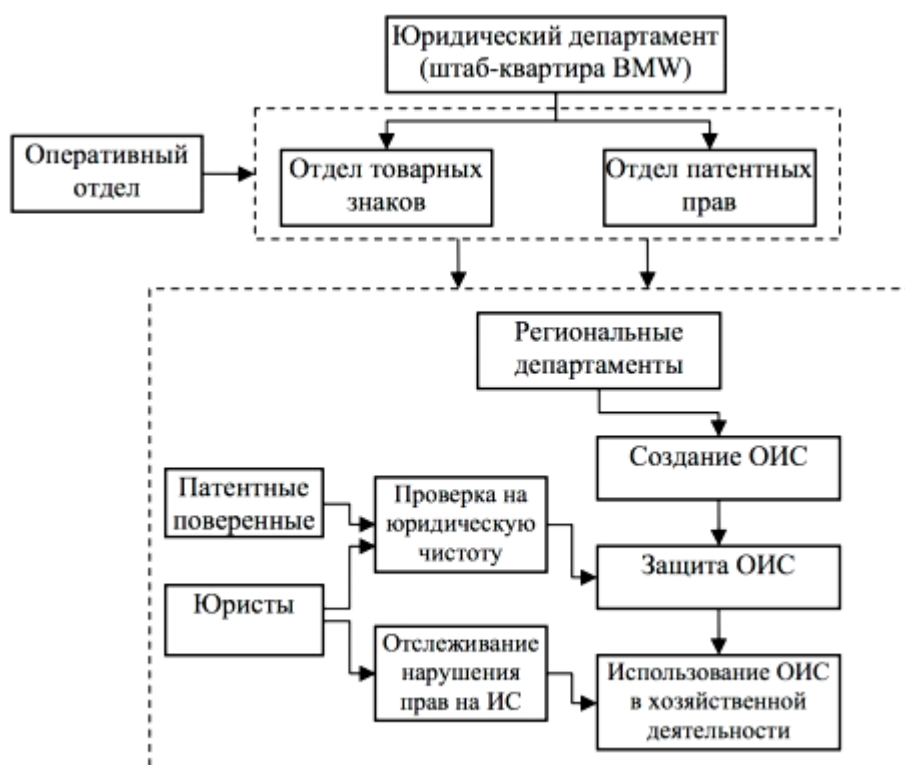 Юридический департамент
(штаб-квартира BMW)
Оперативный
отдел
Отдел товарных
знаков
Отдел патентных
прав
Региональные
департаменты
Создание ОИС
Патентные
поверенные
Проверка на
юридическую
чистоту
Защита ОИС
Юристы
Отслеживание
нарушения
прав на ИС
Использование ОИС
в хозяйственной
деятельности